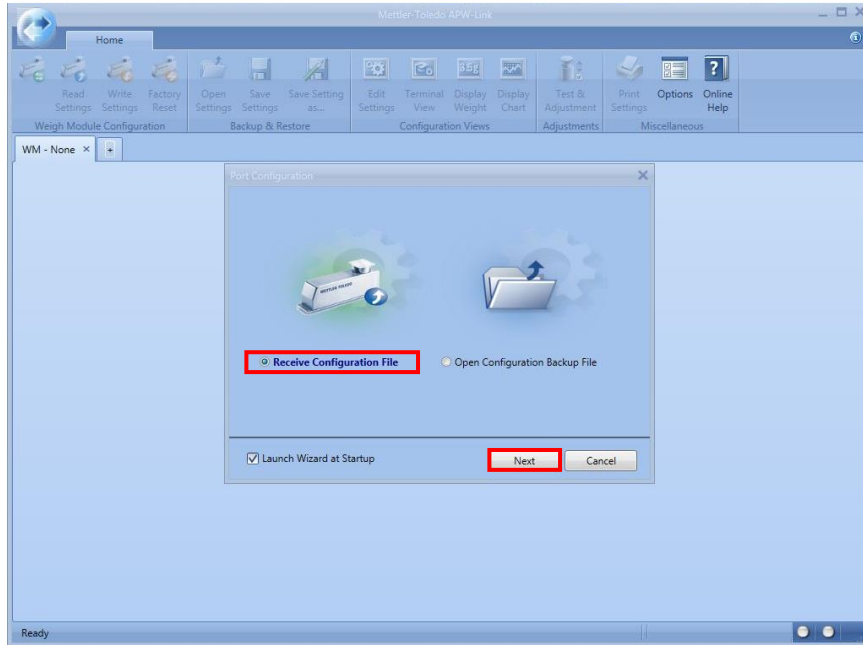 Mettler-Toledo APW-Link
Home
Read Settings
Write Settings
Factory Reset
Open Settings
Save Settings
Save Setting as...
Edit Settings
Terminal View
Display Weight
Display Chart
Test & Adjustment
Print Settings
Options
Online Help
Weigh Module Configuration
Backup & Restore
Configuration Views
Adjustments
Miscellaneous
WM - None
Port Configuration
METTLER TOLEDO
Receive Configuration File
Open Configuration Backup File
Launch Wizard at Startup
Next
Cancel
Ready